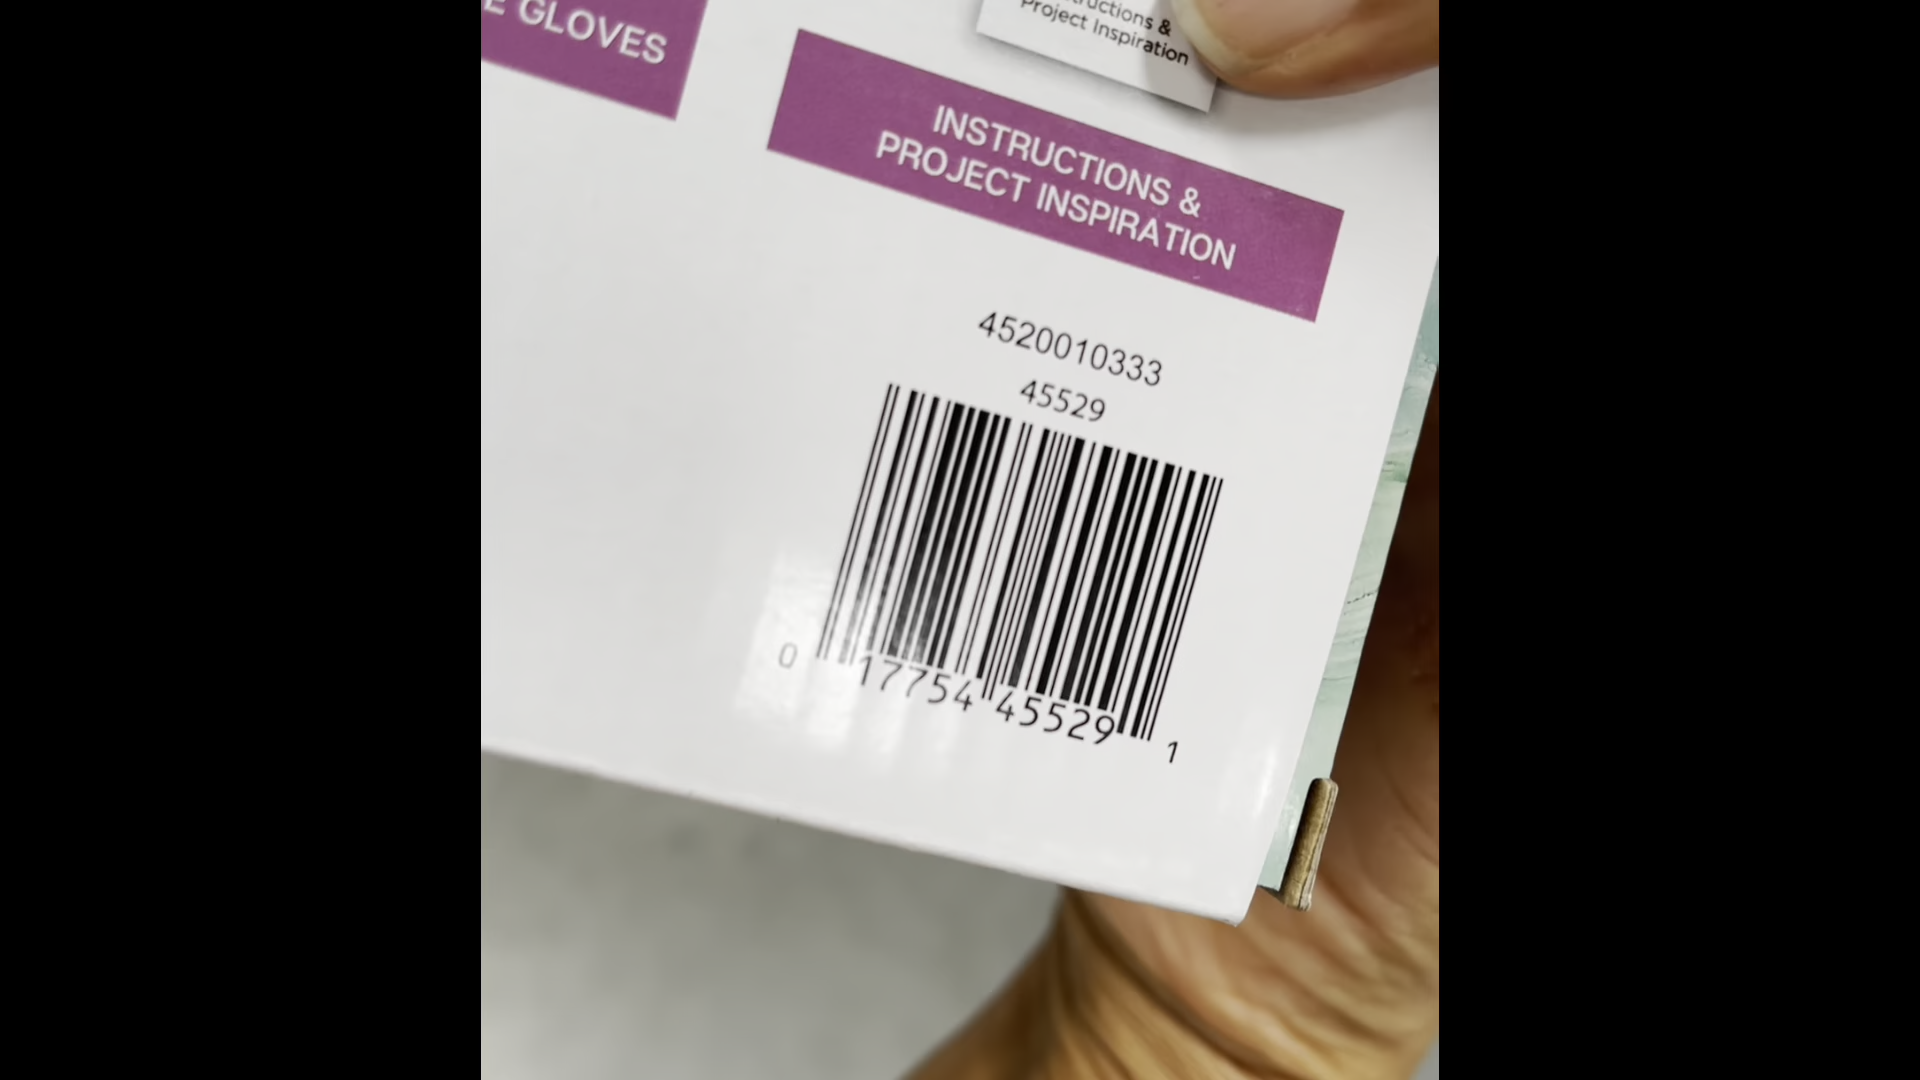 E GLOVES
tructions &
Project Inspiration
INSTRUCTIONS &
PROJECT INSPIRATION
4520010333
45529
0 17754 45529 1